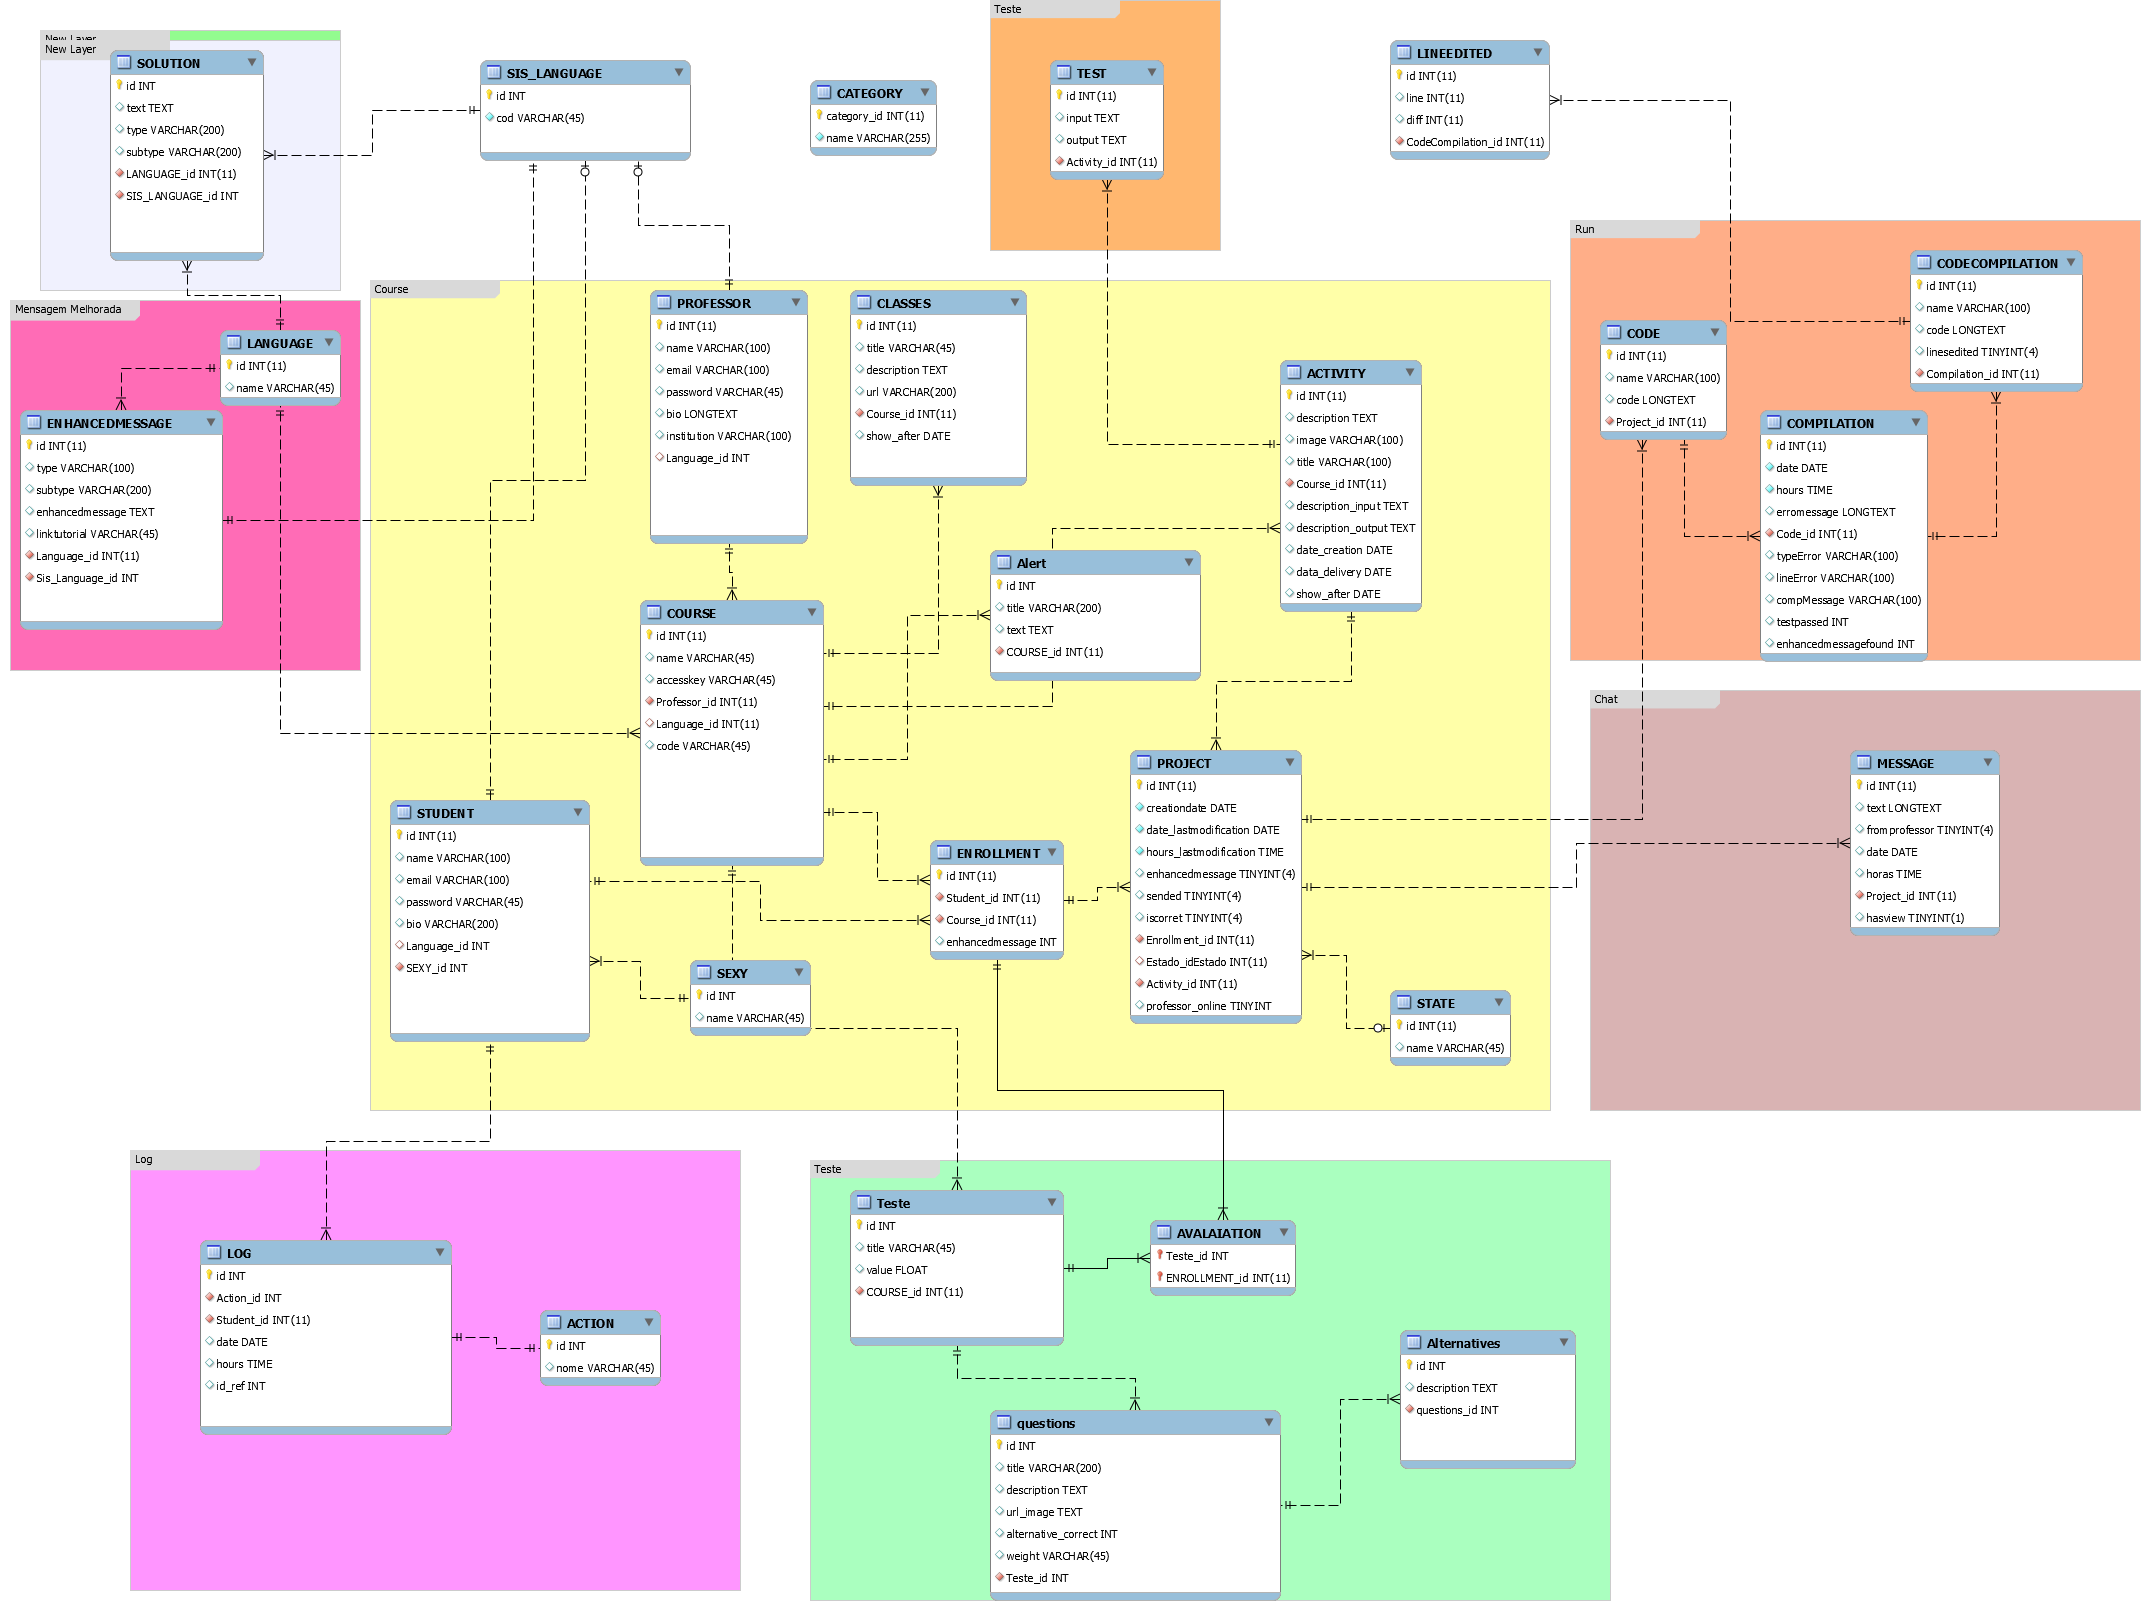 New Layer
New Layer
SOLUTION
id INT
text TEXT
type VARCHAR(200)
subtype VARCHAR(200)
LANGUAGE_id INT(11)
SIS_LANGUAGE_id INT
SIS_LANGUAGE
id INT
cod VARCHAR(45)
CATEGORY
category_id INT(11)
name VARCHAR(255)
Teste
TEST
id INT(11)
input TEXT
output TEXT
Activity_id INT(11)
LINEEDITED
id INT(11)
line INT(11)
diff INT(11)
CodeCompilation_id INT(11)
Mensagem Melhorada
LANGUAGE
id INT(11)
name VARCHAR(45)
ENHANCEDMESSAGE
id INT(11)
type VARCHAR(100)
subtype VARCHAR(200)
enhancedmessage TEXT
linktutorial VARCHAR(45)
Language_id INT(11)
Sis_Language_id INT
Course
PROFESSOR
id INT(11)
name VARCHAR(100)
email VARCHAR(100)
password VARCHAR(45)
bio LONGTEXT
institution VARCHAR(100)
Language_id INT
CLASSES
id INT(11)
title VARCHAR(45)
description TEXT
url VARCHAR(200)
Course_id INT(11)
show_after DATE
ACTIVITY
id INT(11)
description TEXT
image VARCHAR(100)
title VARCHAR(100)
Course_id INT(11)
description_input TEXT
description_output TEXT
date_creation DATE
data_delivery DATE
show_after DATE
Alert
id INT
title VARCHAR(200)
text TEXT
COURSE_id INT(11)
COURSE
id INT(11)
name VARCHAR(45)
accesskey VARCHAR(45)
Professor_id INT(11)
Language_id INT(11)
code VARCHAR(45)
STUDENT
id INT(11)
name VARCHAR(100)
email VARCHAR(100)
password VARCHAR(45)
bio VARCHAR(200)
Language_id INT
SEXY_id INT
SEXY
id INT
name VARCHAR(45)
ENROLLMENT
id INT(11)
Student_id INT(11)
Course_id INT(11)
enhancedmessage INT
PROJECT
id INT(11)
creationdate DATE
date_lastmodification DATE
hours_lastmodification TIME
enhancedmessage TINYINT(4)
sended TINYINT(4)
iscorret TINYINT(4)
Enrollment_id INT(11)
Estado_idEstado INT(11)
Activity_id INT(11)
professor_online TINYINT
STATE
id INT(11)
name VARCHAR(45)
Run
CODE
id INT(11)
name VARCHAR(100)
code LONGTEXT
Project_id INT(11)
CODECOMPILATION
id INT(11)
name VARCHAR(100)
code LONGTEXT
linesedited TINYINT(4)
Compilation_id INT(11)
COMPILATION
id INT(11)
date DATE
hours TIME
erromessage LONGTEXT
Code_id INT(11)
typeError VARCHAR(100)
lineError VARCHAR(100)
compMessage VARCHAR(100)
testpassed INT
enhancedmessagefound INT
Chat
MESSAGE
id INT(11)
text LONGTEXT
fromprofessor TINYINT(4)
date DATE
horas TIME
Project_id INT(11)
hasview TINYINT(1)
Log
LOG
id INT
Action_id INT
Student_id INT(11)
date DATE
hours TIME
id_ref INT
ACTION
id INT
nome VARCHAR(45)
Teste
Teste
id INT
title VARCHAR(45)
value FLOAT
COURSE_id INT(11)
AVALAIATION
Teste_id INT
ENROLLMENT_id INT(11)
questions
id INT
title VARCHAR(200)
description TEXT
url_image TEXT
alternative_correct INT
weight VARCHAR(45)
Teste_id INT
Alternatives
id INT
description TEXT
questions_id INT